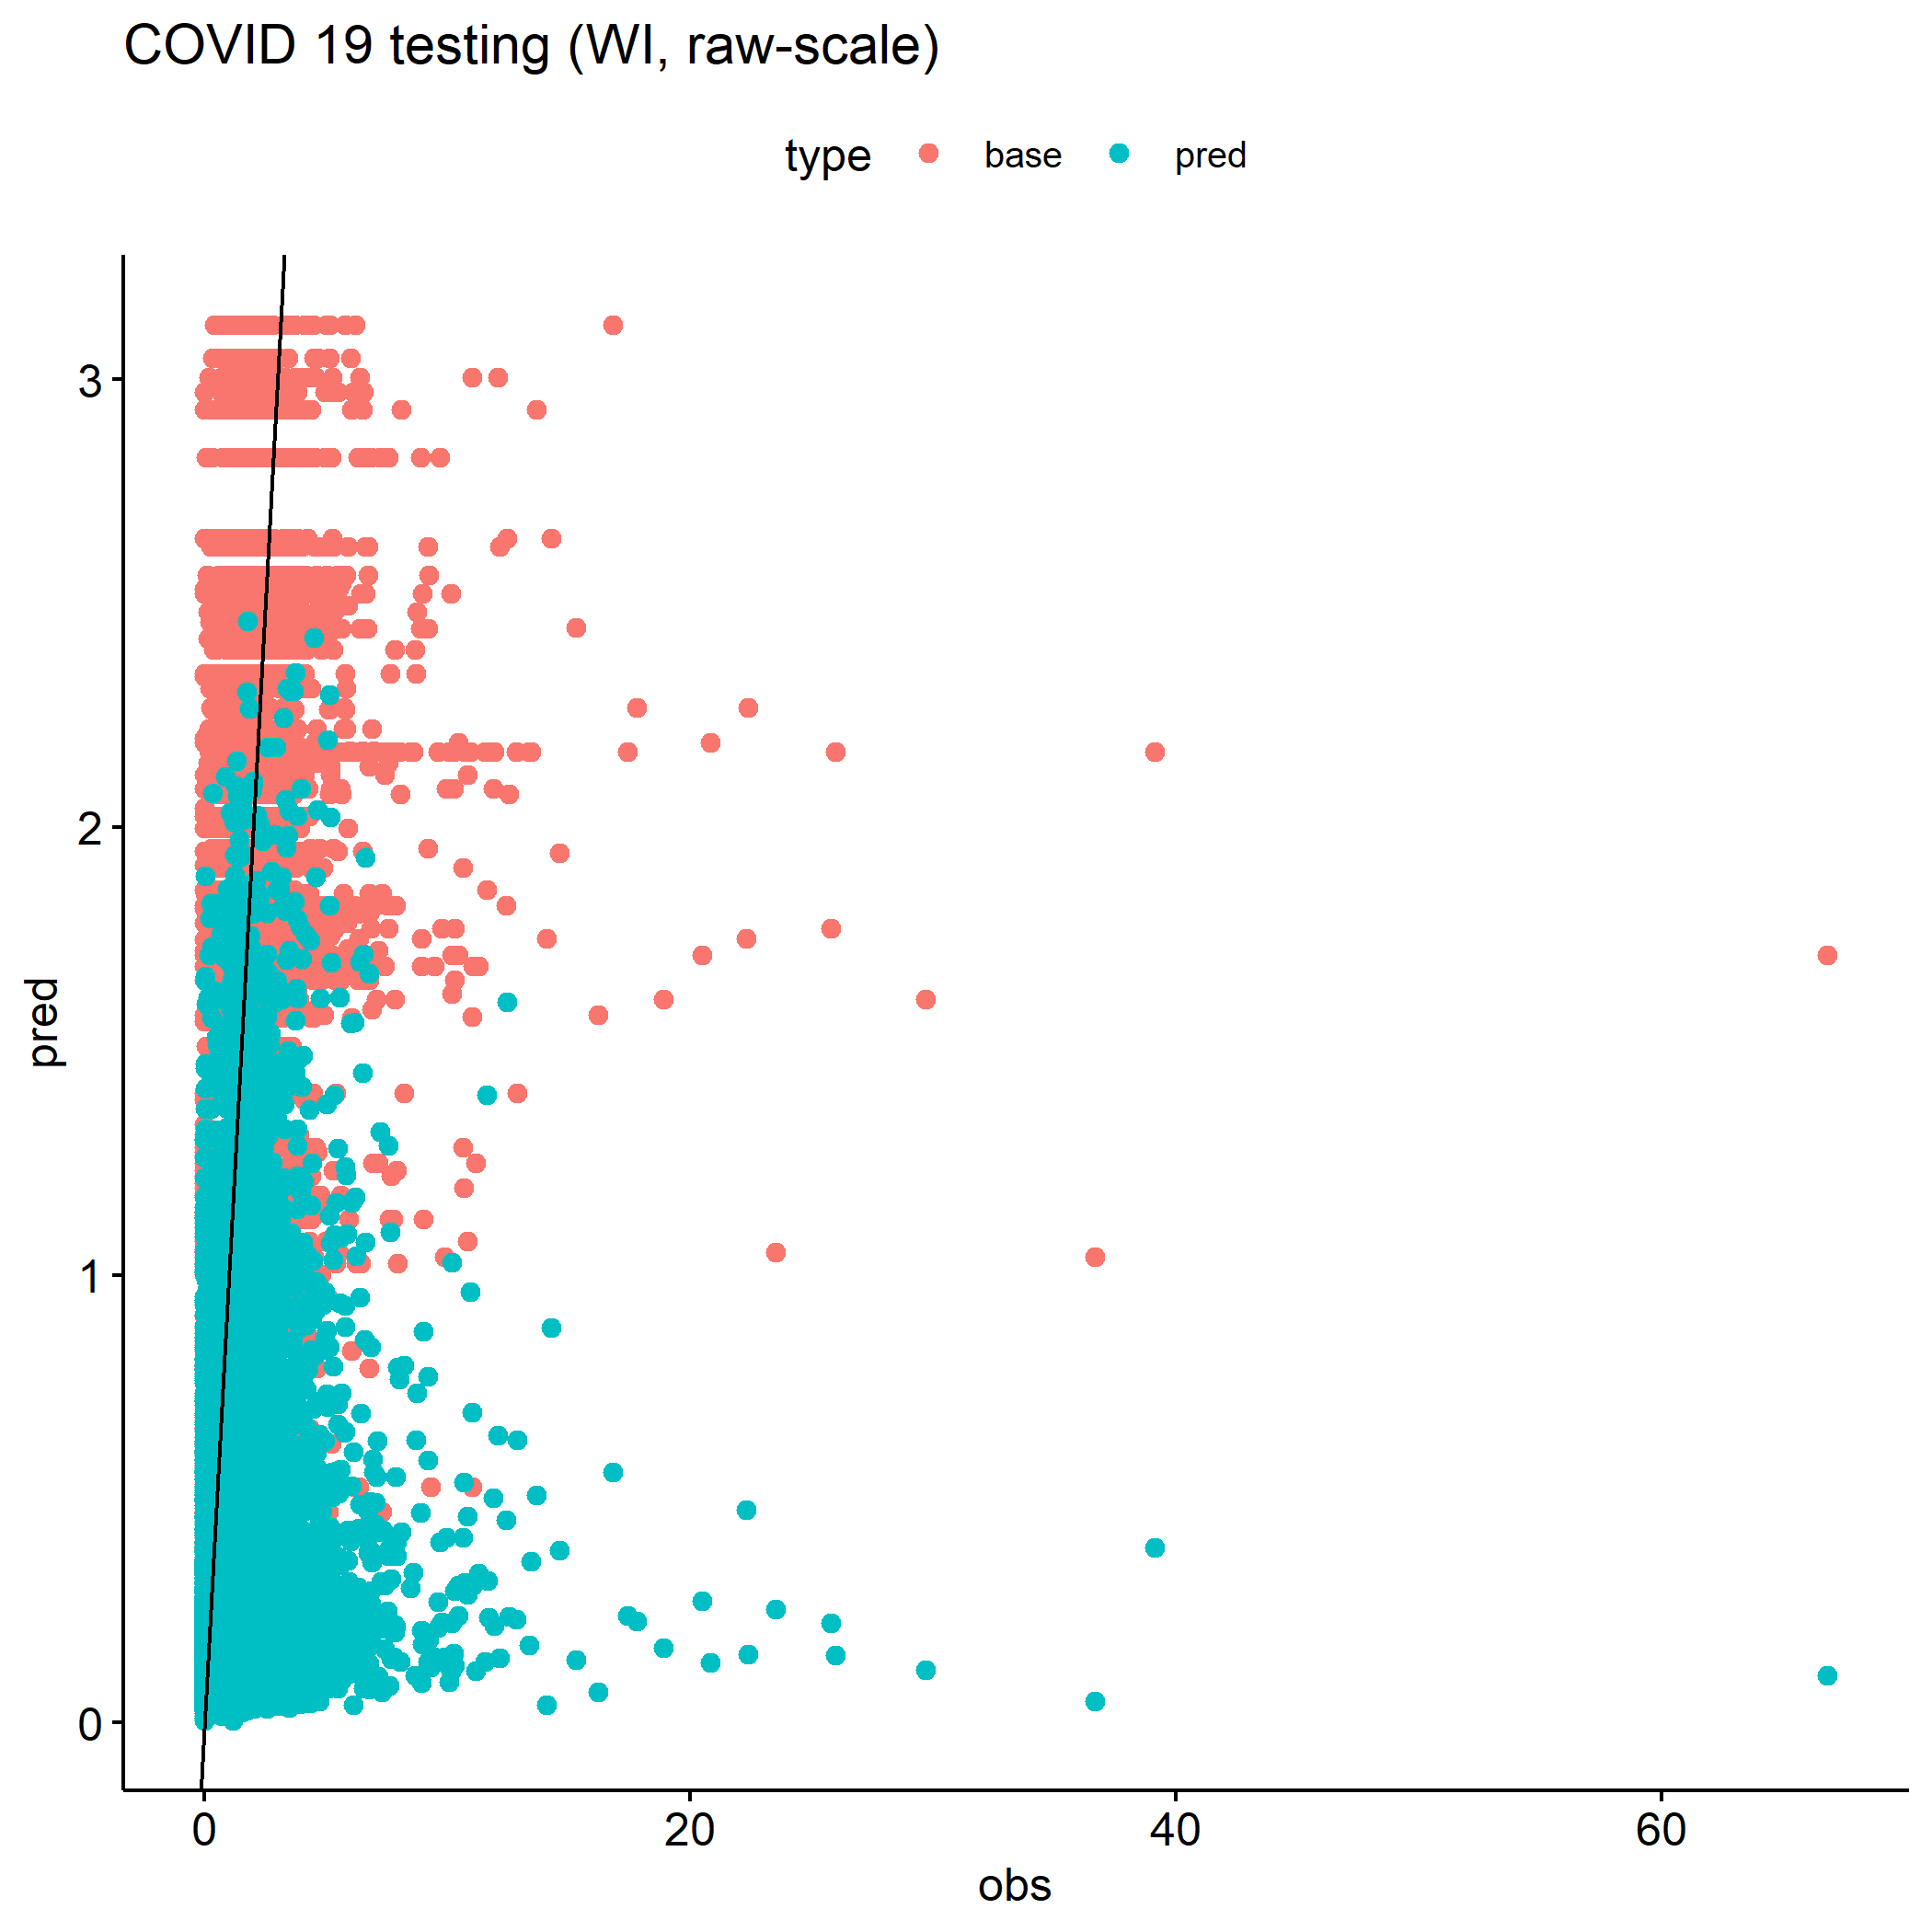 COVID 19 testing (WI, raw-scale)
type base pred
3
2
1
0
pred
0 20 40 60
obs